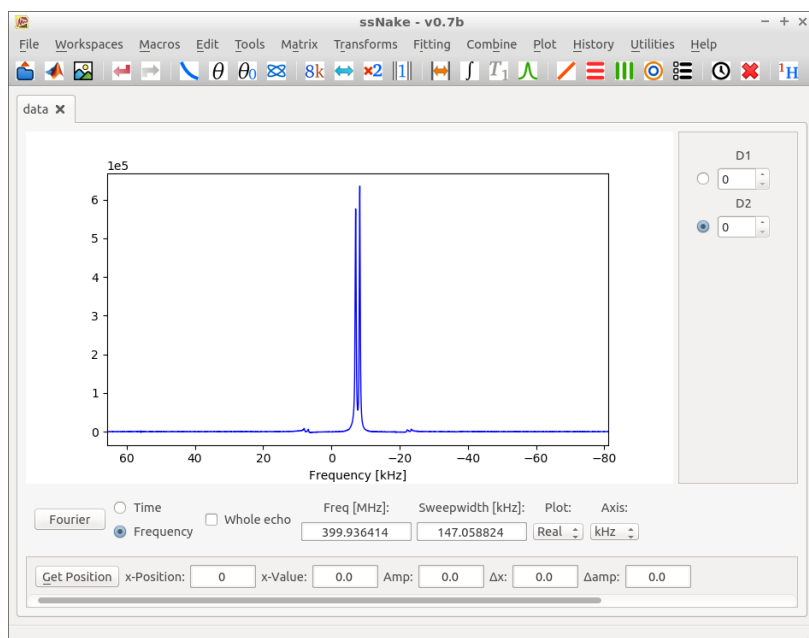 ssNake - v0.7b
File Workspaces Macros Edit Tools Matrix Transforms Fitting Combine Plot History Utilities Help
θ θ₀ 8k ×2 ||1|| ∫ T₁ ¹H
data
1e5
6
5
4
3
2
1
0
60 40 20 0 −20 −40 −60 −80
Frequency [kHz]
D1
0
D2
0
Fourier
Time
Frequency
Whole echo
Freq [MHz]: Sweepwidth [kHz]: Plot: Axis:
399.936414 147.058824 Real kHz
Get Position x-Position: 0 x-Value: 0.0 Amp: 0.0 Δx: 0.0 Δamp: 0.0